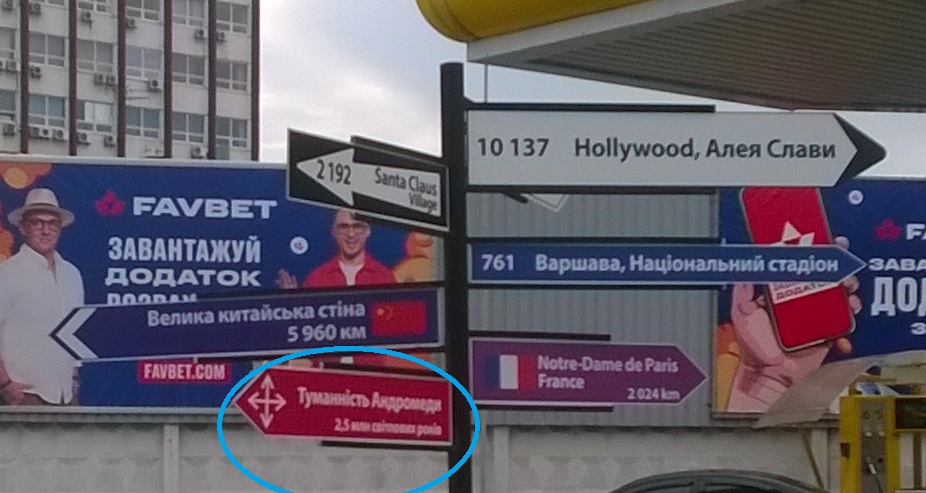 10 137 Hollywood, Алея Слави
2 192 Santa Claus
Village
FAVBET
ЗАВАНТАЖУЙ
ДОДАТОК
761 Варшава, Національний стадіон
Велика китайська стіна
5 960 км
FAVBET.COM
Notre-Dame de Paris
France
2 024 km
Туманність Андромеди
2,5 млн світлових років